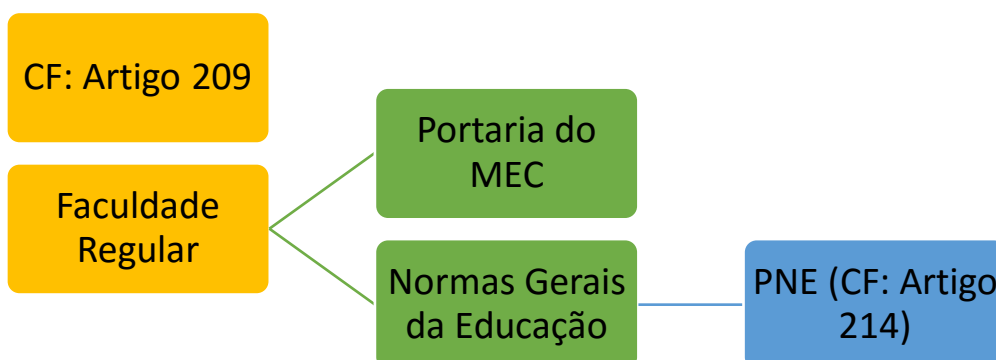 CF: Artigo 209
Faculdade
Regular
Portaria do
MEC
Normas Gerais
da Educação
PNE (CF: Artigo
214)